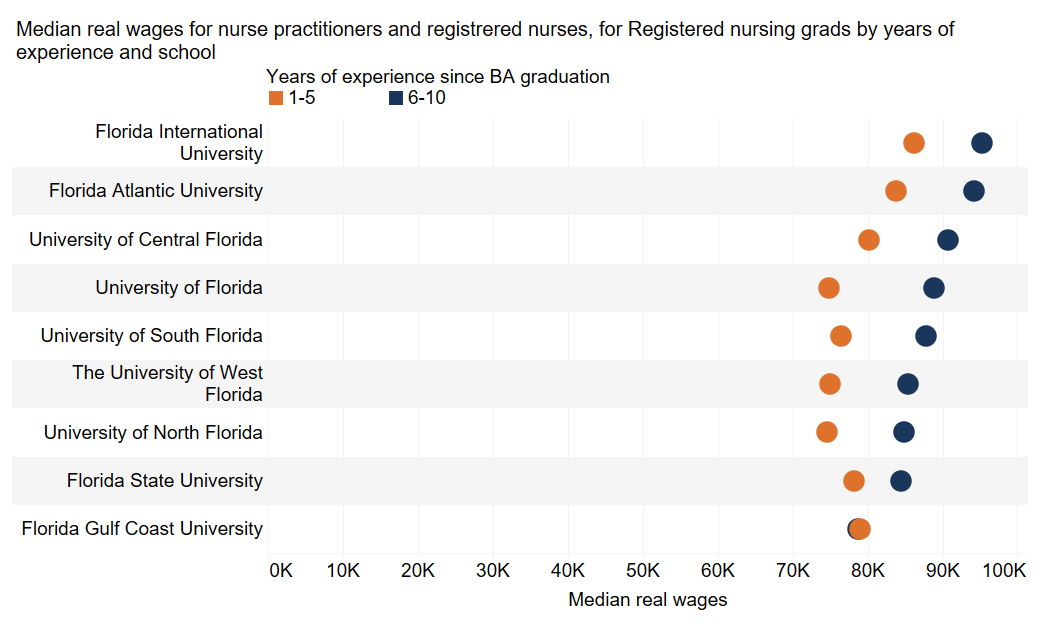 Median real wages for nurse practitioners and registrered nurses, for Registered nursing grads by years of
experience and school
Years of experience since BA graduation
1-5 6-10
Florida International
University
Florida Atlantic University
University of Central Florida
University of Florida
University of South Florida
The University of West
Florida
University of North Florida
Florida State University
Florida Gulf Coast University
0K 10K 20K 30K 40K 50K 60K 70K 80K 90K 100K
Median real wages